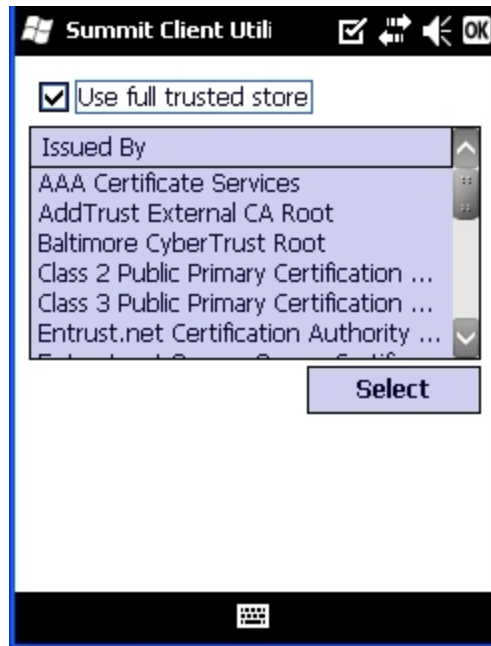 Summit Client Utili
OK
Use full trusted store
Issued By
AAA Certificate Services
AddTrust External CA Root
Baltimore CyberTrust Root
Class 2 Public Primary Certification ...
Class 3 Public Primary Certification ...
Entrust.net Certification Authority ...
Select